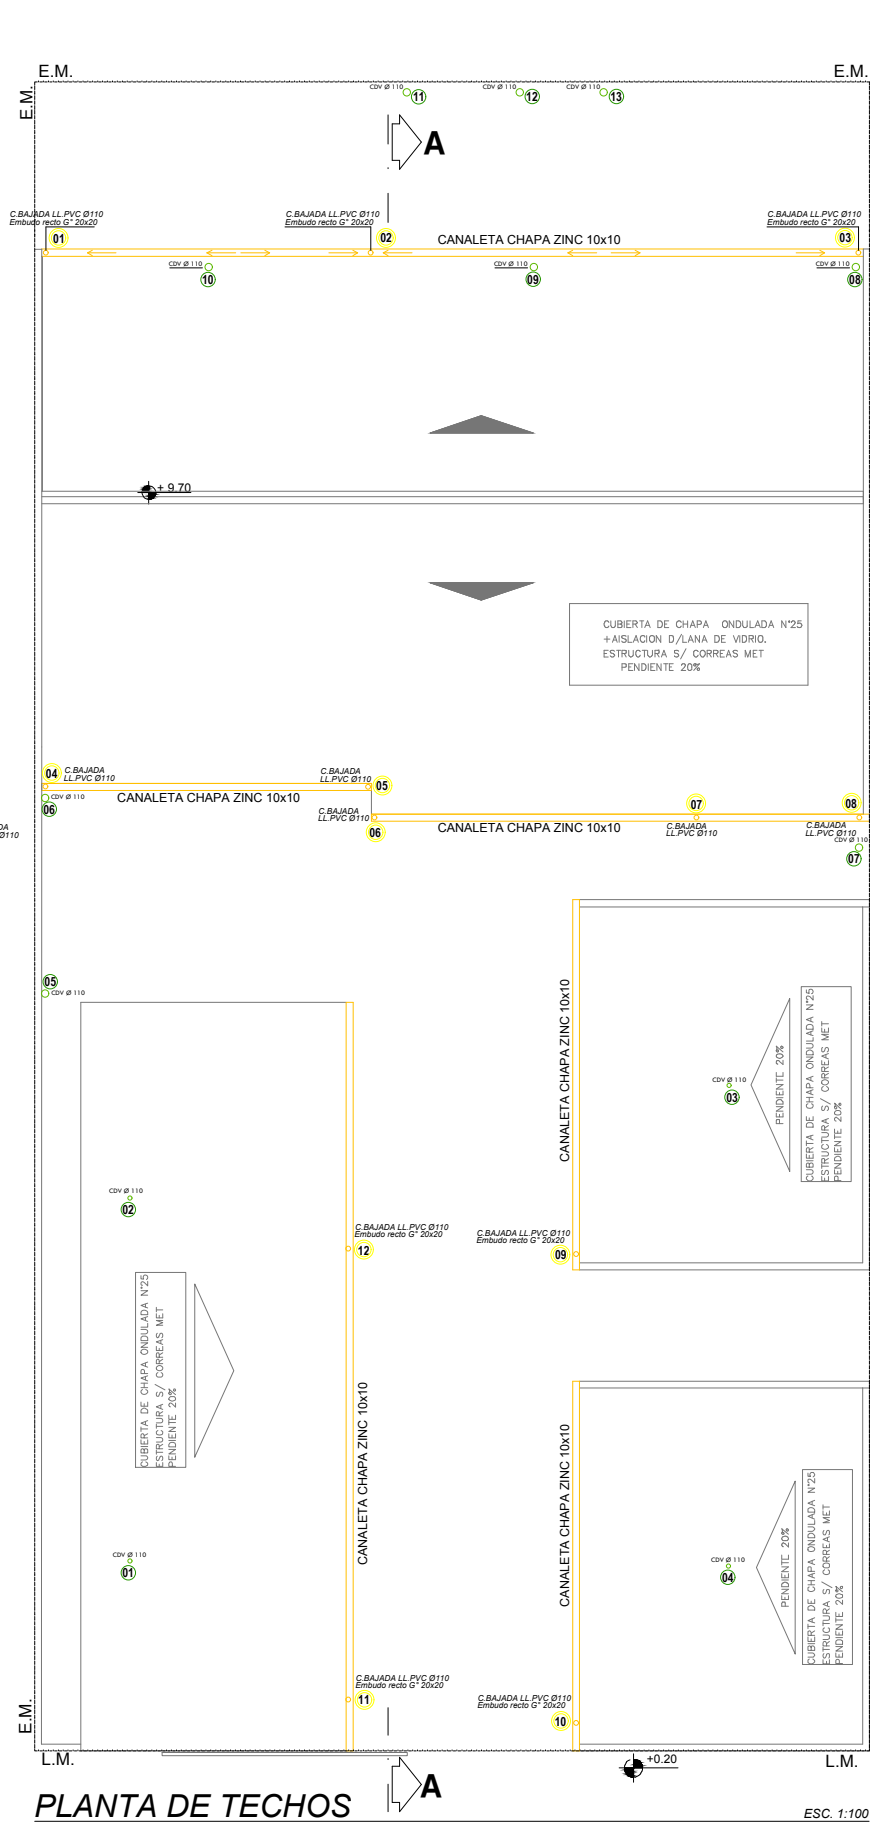 E.M.
E.M.
E.M.
CDV Ø 110
11
CDV Ø 110
12
CDV Ø 110
13
A
C.BAJADA LL.PVC Ø110
Embudo recto G° 20x20
01
C.BAJADA LL.PVC Ø110
Embudo recto G° 20x20
02
CANALETA CHAPA ZINC 10x10
C.BAJADA LL.PVC Ø110
Embudo recto G° 20x20
03
CDV Ø 110
10
CDV Ø 110
09
CDV Ø 110
08
+ 9.70
CUBIERTA DE CHAPA ONDULADA N°25
+AISLACION D/LANA DE VIDRIO.
ESTRUCTURA S/ CORREAS MET
PENDIENTE 20%
04
C.BAJADA
LL.PVC Ø110
C.BAJADA
LL.PVC Ø110
05
CDV Ø 110
06
CANALETA CHAPA ZINC 10x10
C.BAJADA
LL.PVC Ø110
06
CANALETA CHAPA ZINC 10x10
07
C.BAJADA
LL.PVC Ø110
08
C.BAJADA
LL.PVC Ø110
CDV Ø 110
07
DA
Ø110
05
CDV Ø 110
CANALETA CHAPA ZINC 10x10
CDV Ø 110
03
PENDIENTE 20%
CUBIERTA DE CHAPA ONDULADA N°25
ESTRUCTURA S/ CORREAS MET
PENDIENTE 20%
CDV Ø 110
02
C.BAJADA LL.PVC Ø110
Embudo recto G° 20x20
12
C.BAJADA LL.PVC Ø110
Embudo recto G° 20x20
09
CUBIERTA DE CHAPA ONDULADA N°25
ESTRUCTURA S/ CORREAS MET
PENDIENTE 20%
CANALETA CHAPA ZINC 10x10
CANALETA CHAPA ZINC 10x10
CDV Ø 110
01
CDV Ø 110
04
PENDIENTE 20%
CUBIERTA DE CHAPA ONDULADA N°25
ESTRUCTURA S/ CORREAS MET
PENDIENTE 20%
C.BAJADA LL.PVC Ø110
Embudo recto G° 20x20
11
C.BAJADA LL.PVC Ø110
Embudo recto G° 20x20
10
E.M.
L.M.
+0.20
L.M.
A
PLANTA DE TECHOS
ESC. 1:100